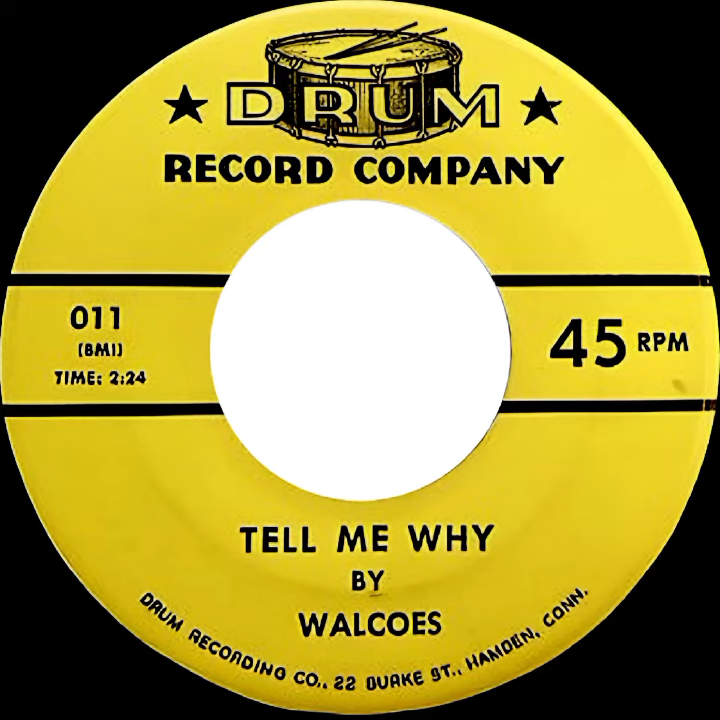 ★ DRUM ★
RECORD COMPANY
011
(BMI)
TIME: 2:24
45 RPM
TELL ME WHY
BY
WALCOES
DRUM RECORDING CO., 22 BURKE ST., HAMDEN, CONN.